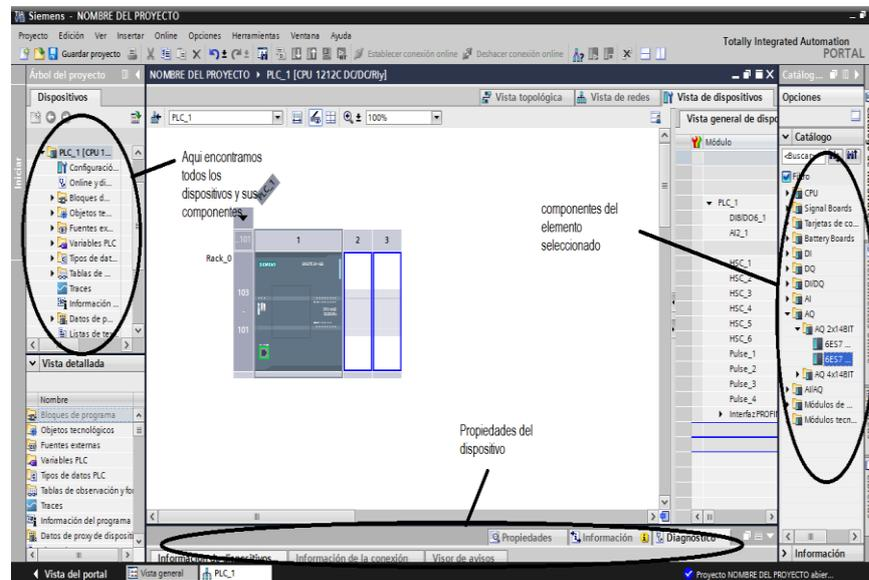 Siemens - NOMBRE DEL PROYECTO
Proyecto Edición Ver Insertar Online Opciones Herramientas Ventana Ayuda
Guardar proyecto
Establecer conexión online
Deshacer conexión online
Totally Integrated Automation
PORTAL
Árbol del proyecto
NOMBRE DEL PROYECTO ▸ PLC_1 [CPU 1212C DC/DC/Rly]
Catálog...
Dispositivos
Vista topológica
Vista de redes
Vista de dispositivos
Opciones
PLC_1
100%
Vista general de dispo
Módulo
Catálogo
<Buscar>
Filtro
Iniciar
PLC_1 [CPU 1...
Configuració...
Online y di...
Bloques d...
Objetos te...
Fuentes ex...
Variables PLC
Tipos de dat...
Tablas de ...
Traces
Información ...
Datos de p...
Listas de te
Aqui encontramos
todos los
dispositivos y sus
componentes
PLC_1
Rack_0
101
1
2
3
103
-
101
SIEMENS
componentes del
elemento
seleccionado
Propiedades del
dispositivo
PLC_1
DI8/DO6_1
AI2_1
HSC_1
HSC_2
HSC_3
HSC_4
HSC_5
HSC_6
Pulse_1
Pulse_2
Pulse_3
Pulse_4
Interfaz PROFI
CPU
Signal Boards
Tarjetas de co...
Battery Boards
DI
DQ
DI/DQ
AI
AQ
AQ 2x14BIT
6ES7 ...
6ES7 ...
AQ 4x14BIT
AI/AQ
Módulos de ...
Módulos tecn...
Vista detallada
Nombre
Bloques de programa
Objetos tecnológicos
Fuentes externas
Variables PLC
Tipos de datos PLC
Tablas de observación y for
Traces
Información del programa
Datos de proxy de dispositi
Propiedades
Información
Diagnóstico
Información de dispositivos
Información de la conexión
Visor de avisos
Información
Vista del portal
Vista general
PLC_1
Proyecto NOMBRE DEL PROYECTO abier...